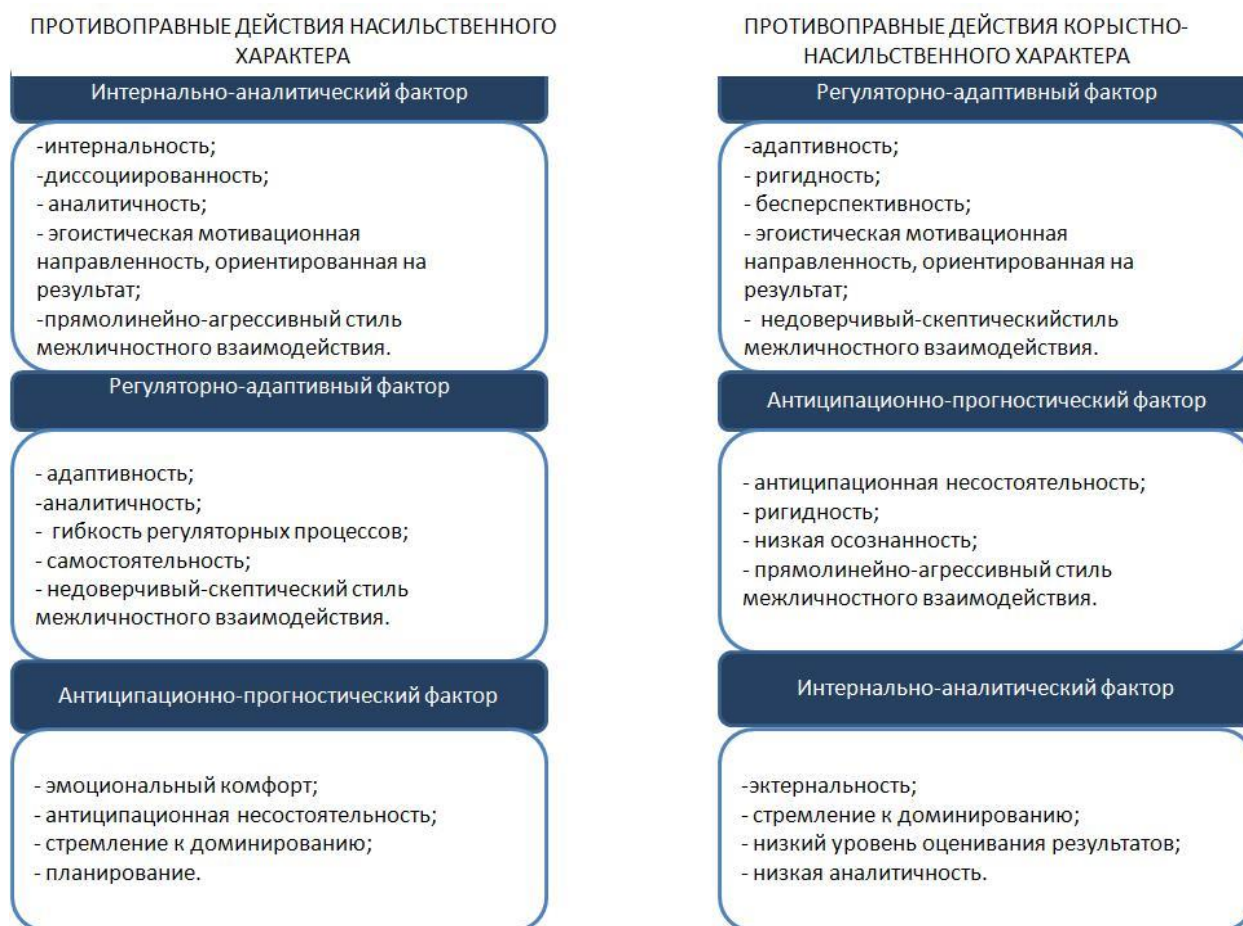 ПРОТИВОПРАВНЫЕ ДЕЙСТВИЯ НАСИЛЬСТВЕННОГО
ХАРАКТЕРА
Интернально-аналитический фактор
-интернальность;
-диссоциированность;
- аналитичность;
- эгоистическая мотивационная
направленность, ориентированная на
результат;
-прямолинейно-агрессивный стиль
межличностного взаимодействия.
Регуляторно-адаптивный фактор
- адаптивность;
-аналитичность;
- гибкость регуляторных процессов;
- самостоятельность;
- недоверчивый-скептический стиль
межличностного взаимодействия.
Антиципационно-прогностический фактор
- эмоциональный комфорт;
- антиципационная несостоятельность;
- стремление к доминированию;
- планирование.
ПРОТИВОПРАВНЫЕ ДЕЙСТВИЯ КОРЫСТНО-
НАСИЛЬСТВЕННОГО ХАРАКТЕРА
Регуляторно-адаптивный фактор
-адаптивность;
- ригидность;
- бесперспективность;
- эгоистическая мотивационная
направленность, ориентированная на
результат;
- недоверчивый-скептическийстиль
межличностного взаимодействия.
Антиципационно-прогностический фактор
- антиципационная несостоятельность;
- ригидность;
- низкая осознанность;
- прямолинейно-агрессивный стиль
межличностного взаимодействия.
Интернально-аналитический фактор
-эктернальность;
- стремление к доминированию;
- низкий уровень оценивания результатов;
- низкая аналитичность.